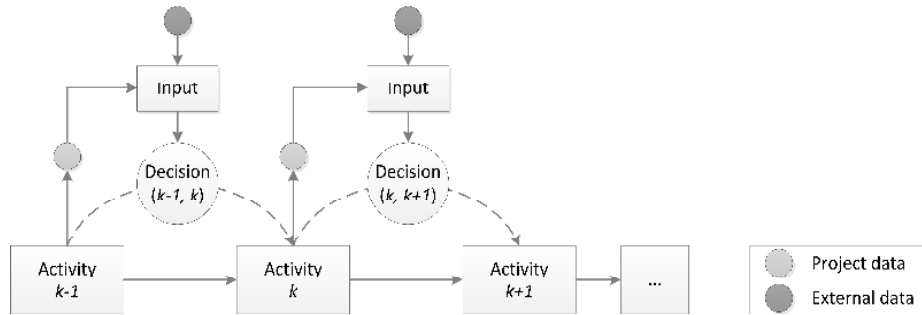 Input
Input
Decision
(k-1, k)
Decision
(k, k+1)
Activity
k-1
Activity
k
Activity
k+1
...
Project data
External data